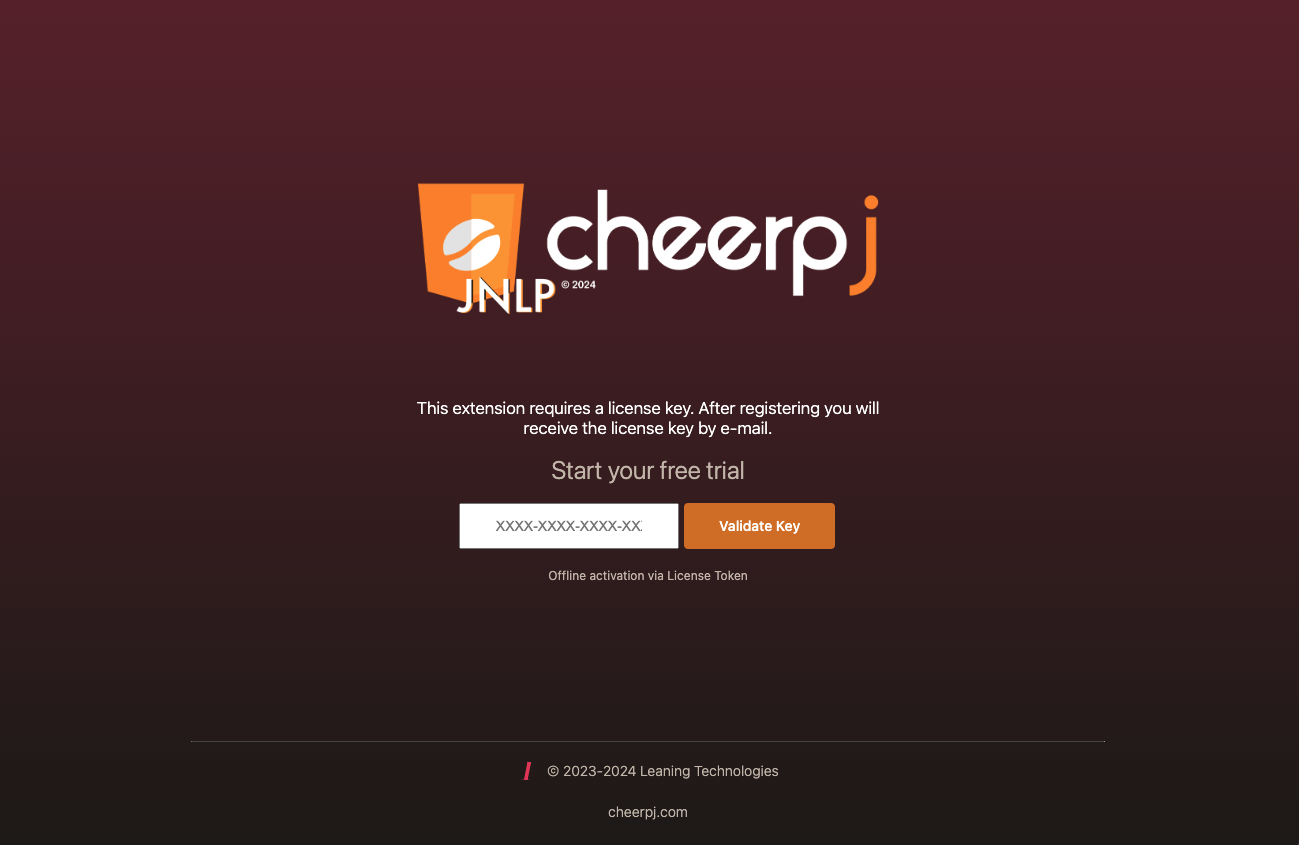 cheerpj
JNLP © 2024
This extension requires a license key. After registering you will
receive the license key by e-mail.
Start your free trial
XXXX-XXXX-XXXX-XX
Validate Key
Offline activation via License Token
© 2023-2024 Leaning Technologies
cheerpj.com